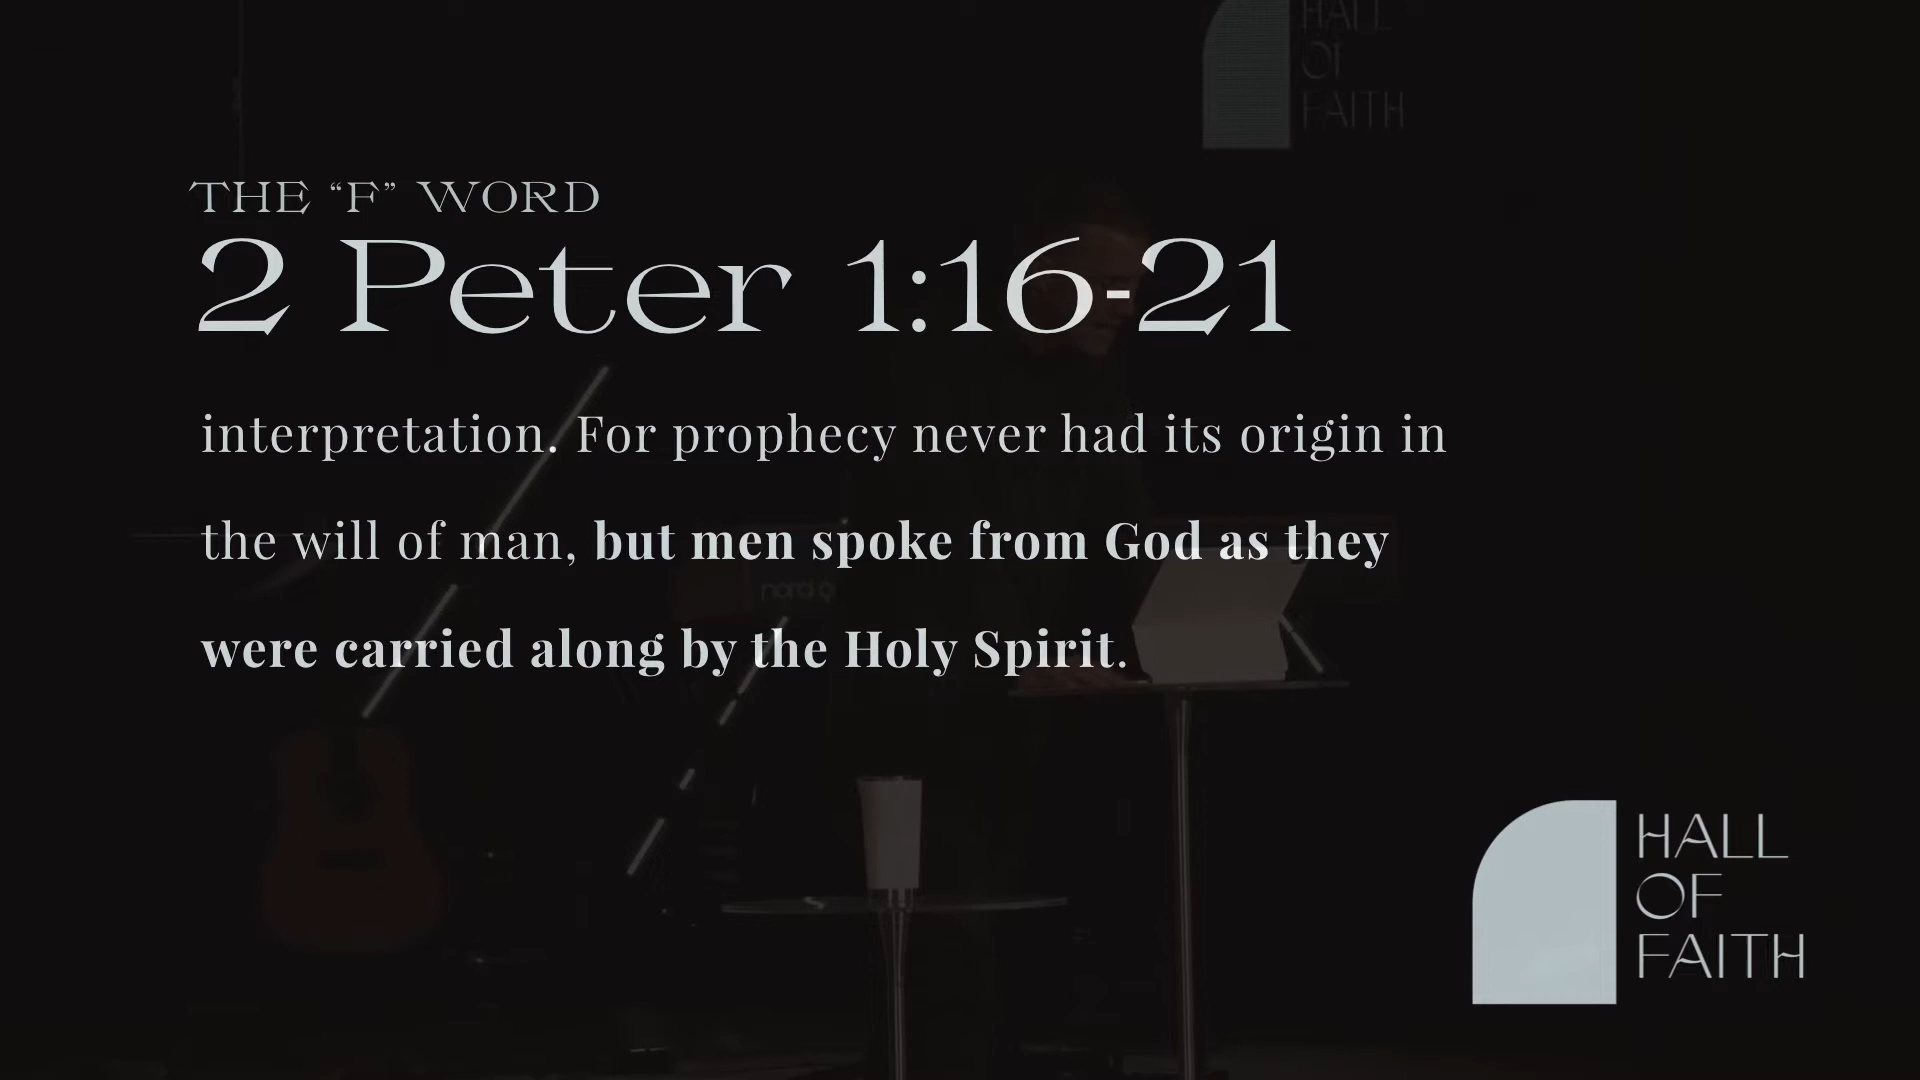 HALL
OF
FAITH
THE “F” WORD
2 Peter 1:16-21
interpretation. For prophecy never had its origin in
the will of man, but men spoke from God as they
nord
were carried along by the Holy Spirit.
HALL
OF
FAITH